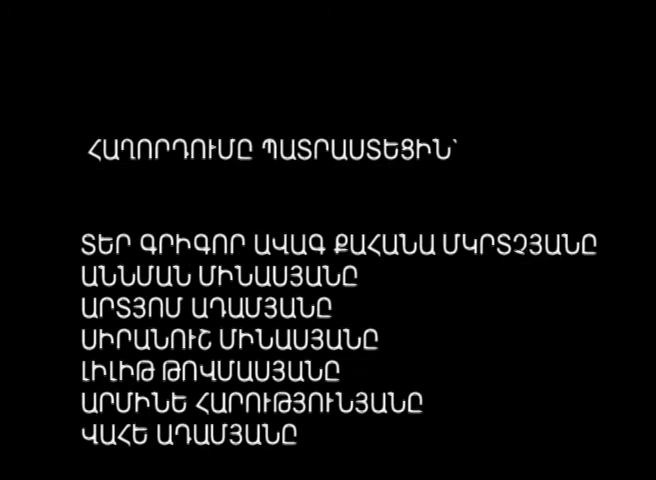 ՀԱՂՈՐԴՈՒՄԸ ՊԱՏՐԱՍՏԵՑԻՆ՝
ՏԵՐ ԳՐԻԳՈՐ ԱՎԱԳ ՔԱՀԱՆԱ ՄԿՐՏՉՅԱՆԸ
ԱՆՆՄԱՆ ՄԻՆԱՍՅԱՆԸ
ԱՐՏՅՈՄ ԱԴԱՄՅԱՆԸ
ՍԻՐԱՆՈՒՇ ՄԻՆԱՍՅԱՆԸ
ԼԻԼԻԹ ԹՈՎՄԱՍՅԱՆԸ
ԱՐՄԻՆԵ ՀԱՐՈՒԹՅՈՒՆՅԱՆԸ
ՎԱՀԵ ԱԴԱՄՅԱՆԸ